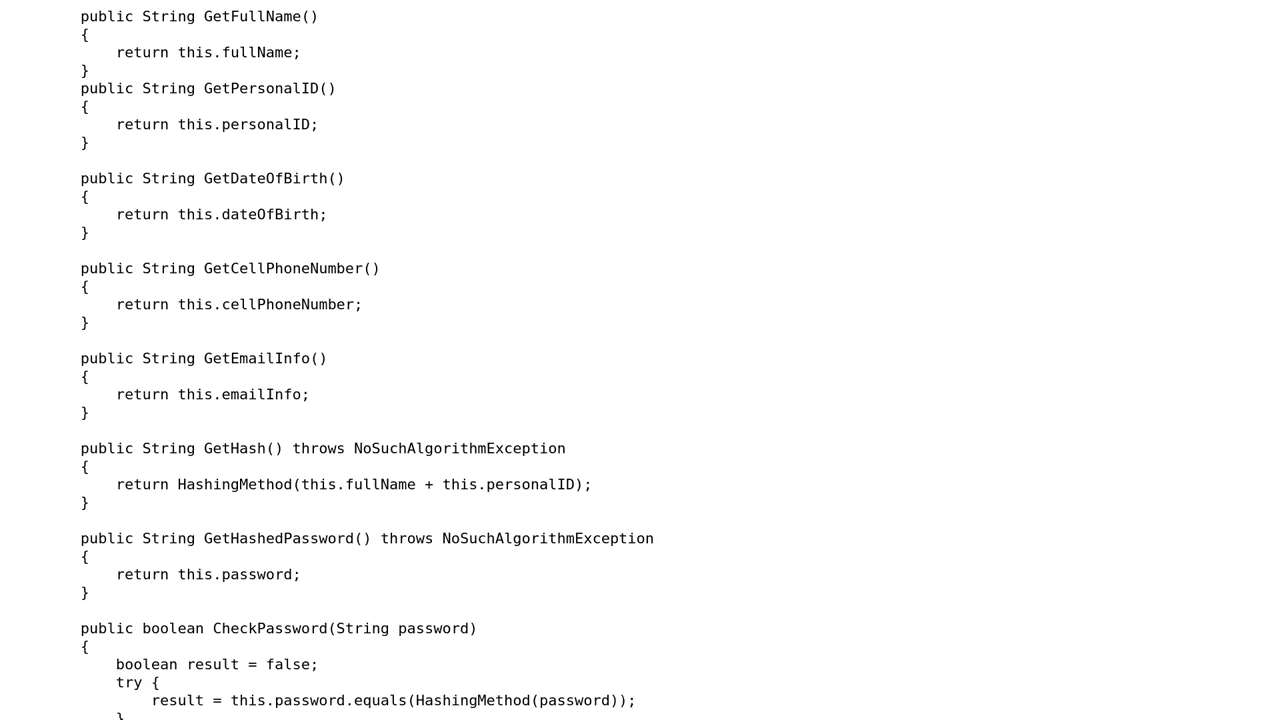 public String GetFullName()
{
    return this.fullName;
}
public String GetPersonalID()
{
    return this.personalID;
}

public String GetDateOfBirth()
{
    return this.dateOfBirth;
}

public String GetCellPhoneNumber()
{
    return this.cellPhoneNumber;
}

public String GetEmailInfo()
{
    return this.emailInfo;
}

public String GetHash() throws NoSuchAlgorithmException
{
    return HashingMethod(this.fullName + this.personalID);
}

public String GetHashedPassword() throws NoSuchAlgorithmException
{
    return this.password;
}

public boolean CheckPassword(String password)
{
    boolean result = false;
    try {
        result = this.password.equals(HashingMethod(password));
    }